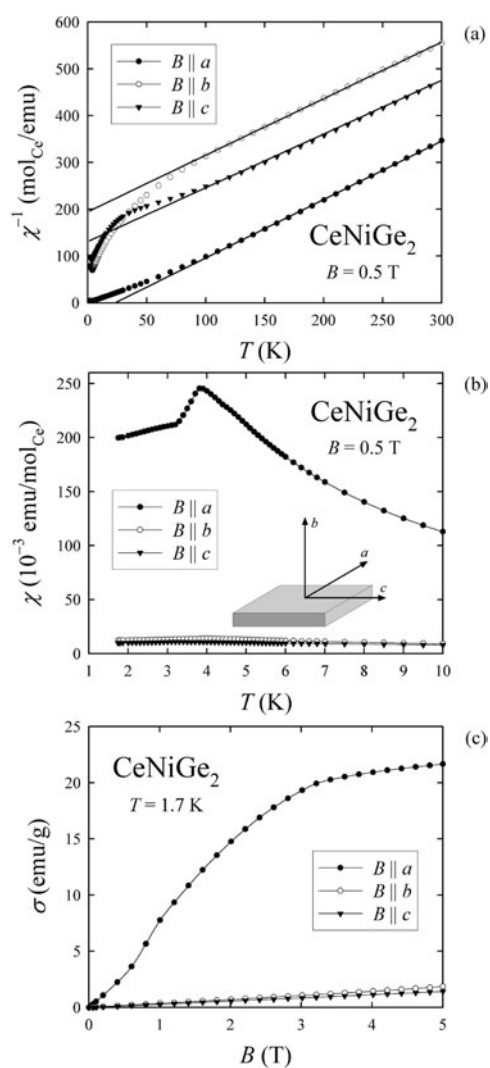 (a)
600
500
400
300
200
100
0
χ⁻¹ (mol_Ce/emu)
B || a
B || b
B || c
CeNiGe₂
B = 0.5 T
0 50 100 150 200 250 300
T (K)
(b)
250
200
150
100
50
0
χ (10⁻³ emu/mol_Ce)
CeNiGe₂
B = 0.5 T
B || a
B || b
B || c
b
a
c
1 2 3 4 5 6 7 8 9 10
T (K)
(c)
25
20
15
10
5
0
σ (emu/g)
CeNiGe₂
T = 1.7 K
B || a
B || b
B || c
0 1 2 3 4 5
B (T)